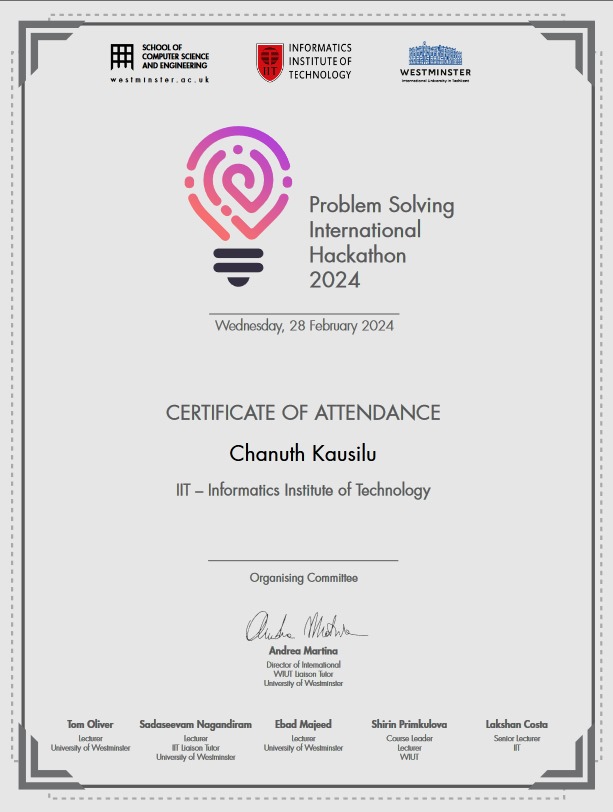 SCHOOL OF
COMPUTER SCIENCE
AND ENGINEERING
westminster.ac.uk
INFORMATICS
INSTITUTE OF
TECHNOLOGY
IIT
WESTMINSTER
International University in Tashkent
Problem Solving
International
Hackathon
2024
Wednesday, 28 February 2024
CERTIFICATE OF ATTENDANCE
Chanuth Kausilu
IIT – Informatics Institute of Technology
Organising Committee
Andrea Martina
Andrea Martina
Director of International
WIUT Liaison Tutor
University of Westminster
Tom Oliver
Lecturer
University of Westminster
Sadaseevam Nagandiram
Lecturer
IIT Liaison Tutor
University of Westminster
Ebad Majeed
Lecturer
University of Westminster
Shirin Primkulova
Course Leader
Lecturer
WIUT
Lakshan Costa
Senior Lecturer
IIT